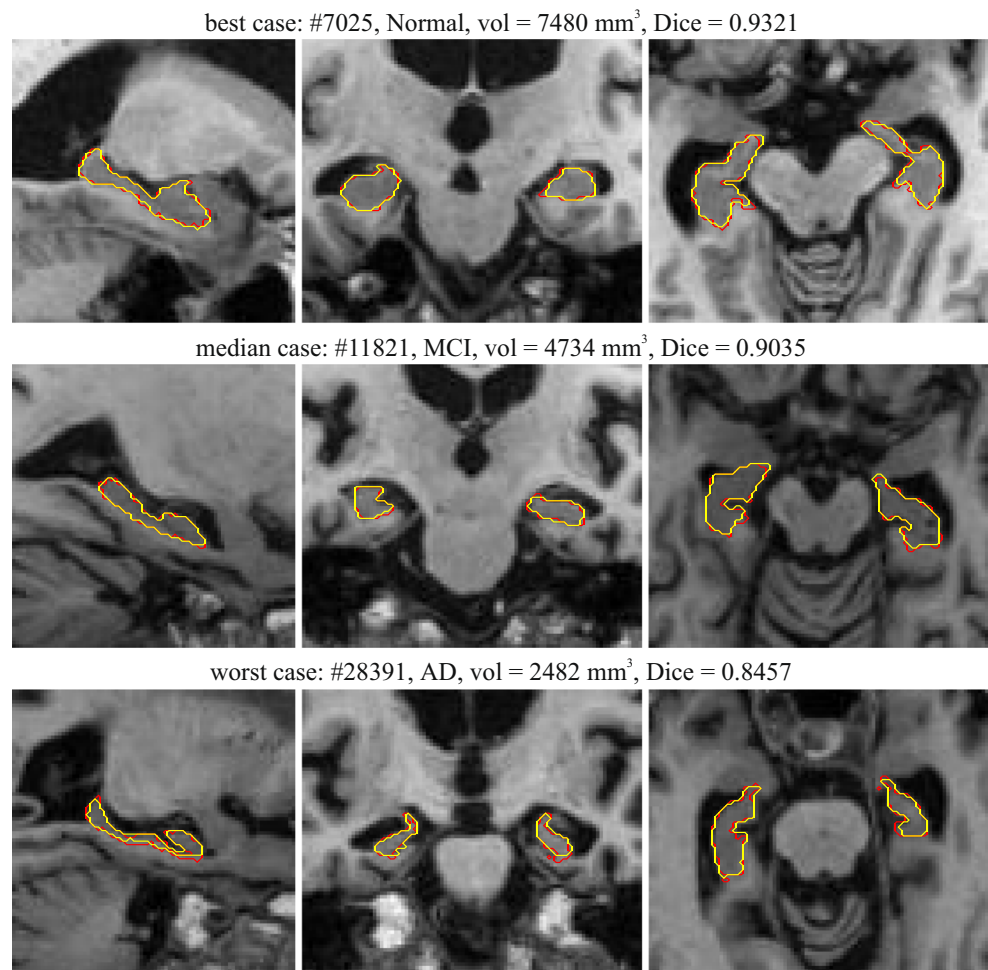 best case: #7025, Normal, vol = 7480 mm³, Dice = 0.9321
median case: #11821, MCI, vol = 4734 mm³, Dice = 0.9035
worst case: #28391, AD, vol = 2482 mm³, Dice = 0.8457